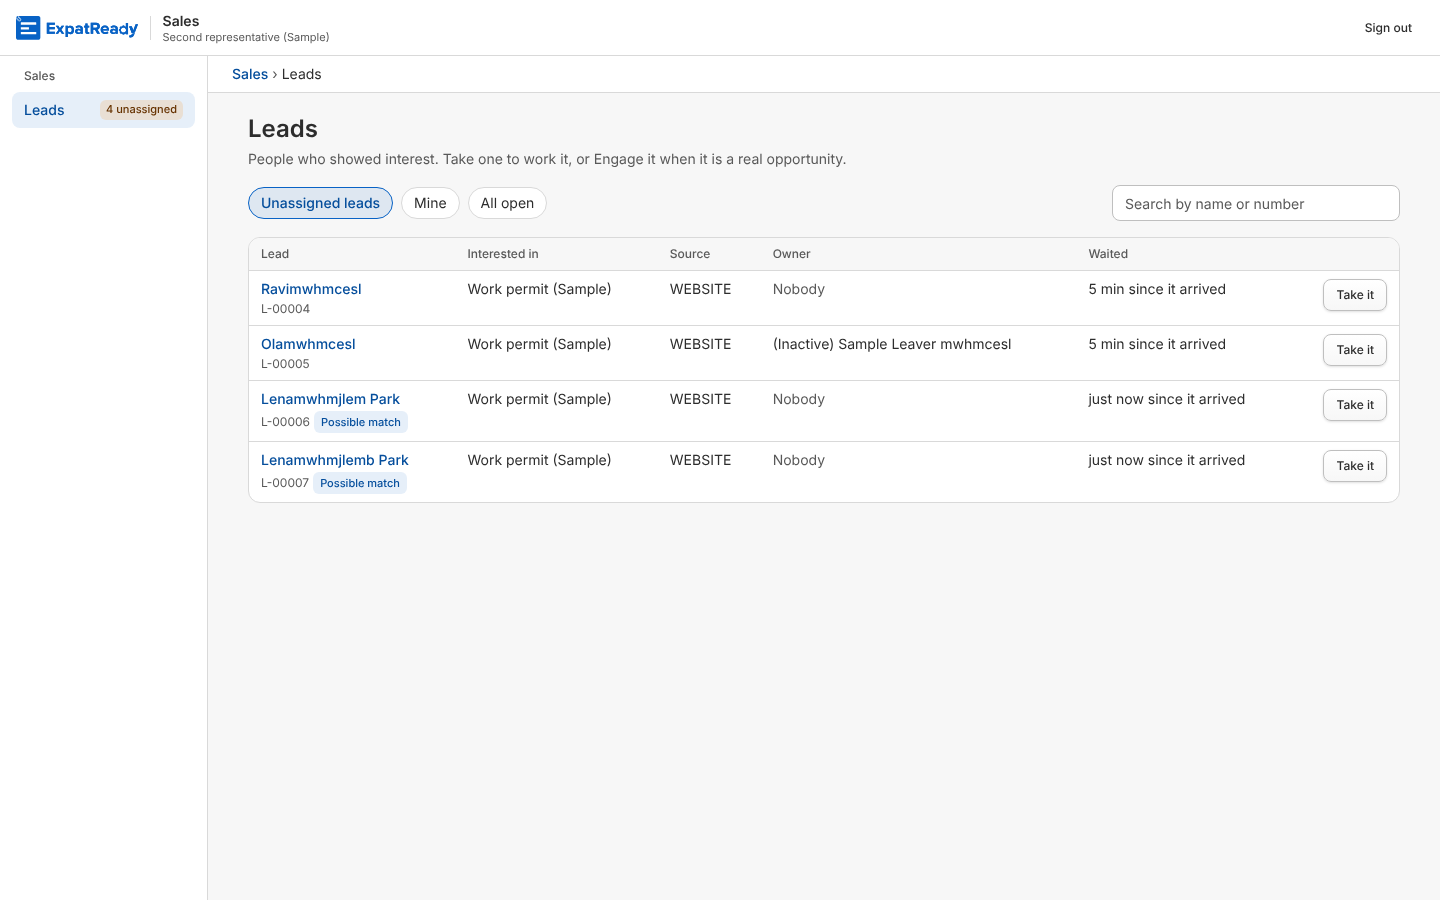 ExpatReady
Sales
Second representative (Sample)
Sign out
Sales
Leads 4 unassigned
Sales › Leads
Leads
People who showed interest. Take one to work it, or Engage it when it is a real opportunity.
Unassigned leads Mine All open Search by name or number
Lead Interested in Source Owner Waited
Ravimwhmcesl Work permit (Sample) WEBSITE Nobody 5 min since it arrived Take it
L-00004
Olamwhmcesl Work permit (Sample) WEBSITE (Inactive) Sample Leaver mwhmcesl 5 min since it arrived Take it
L-00005
Lenamwhmjlem Park Work permit (Sample) WEBSITE Nobody just now since it arrived Take it
L-00006 Possible match
Lenamwhmjlemb Park Work permit (Sample) WEBSITE Nobody just now since it arrived Take it
L-00007 Possible match